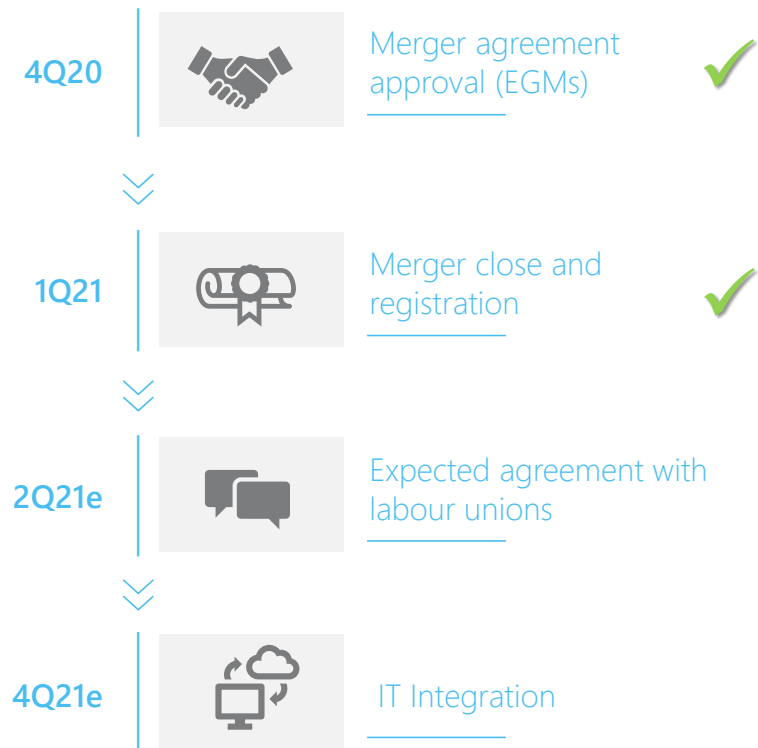 4Q20
Merger agreement
approval (EGMs)
1Q21
Merger close and
registration
2Q21e
Expected agreement with
labour unions
4Q21e
IT Integration